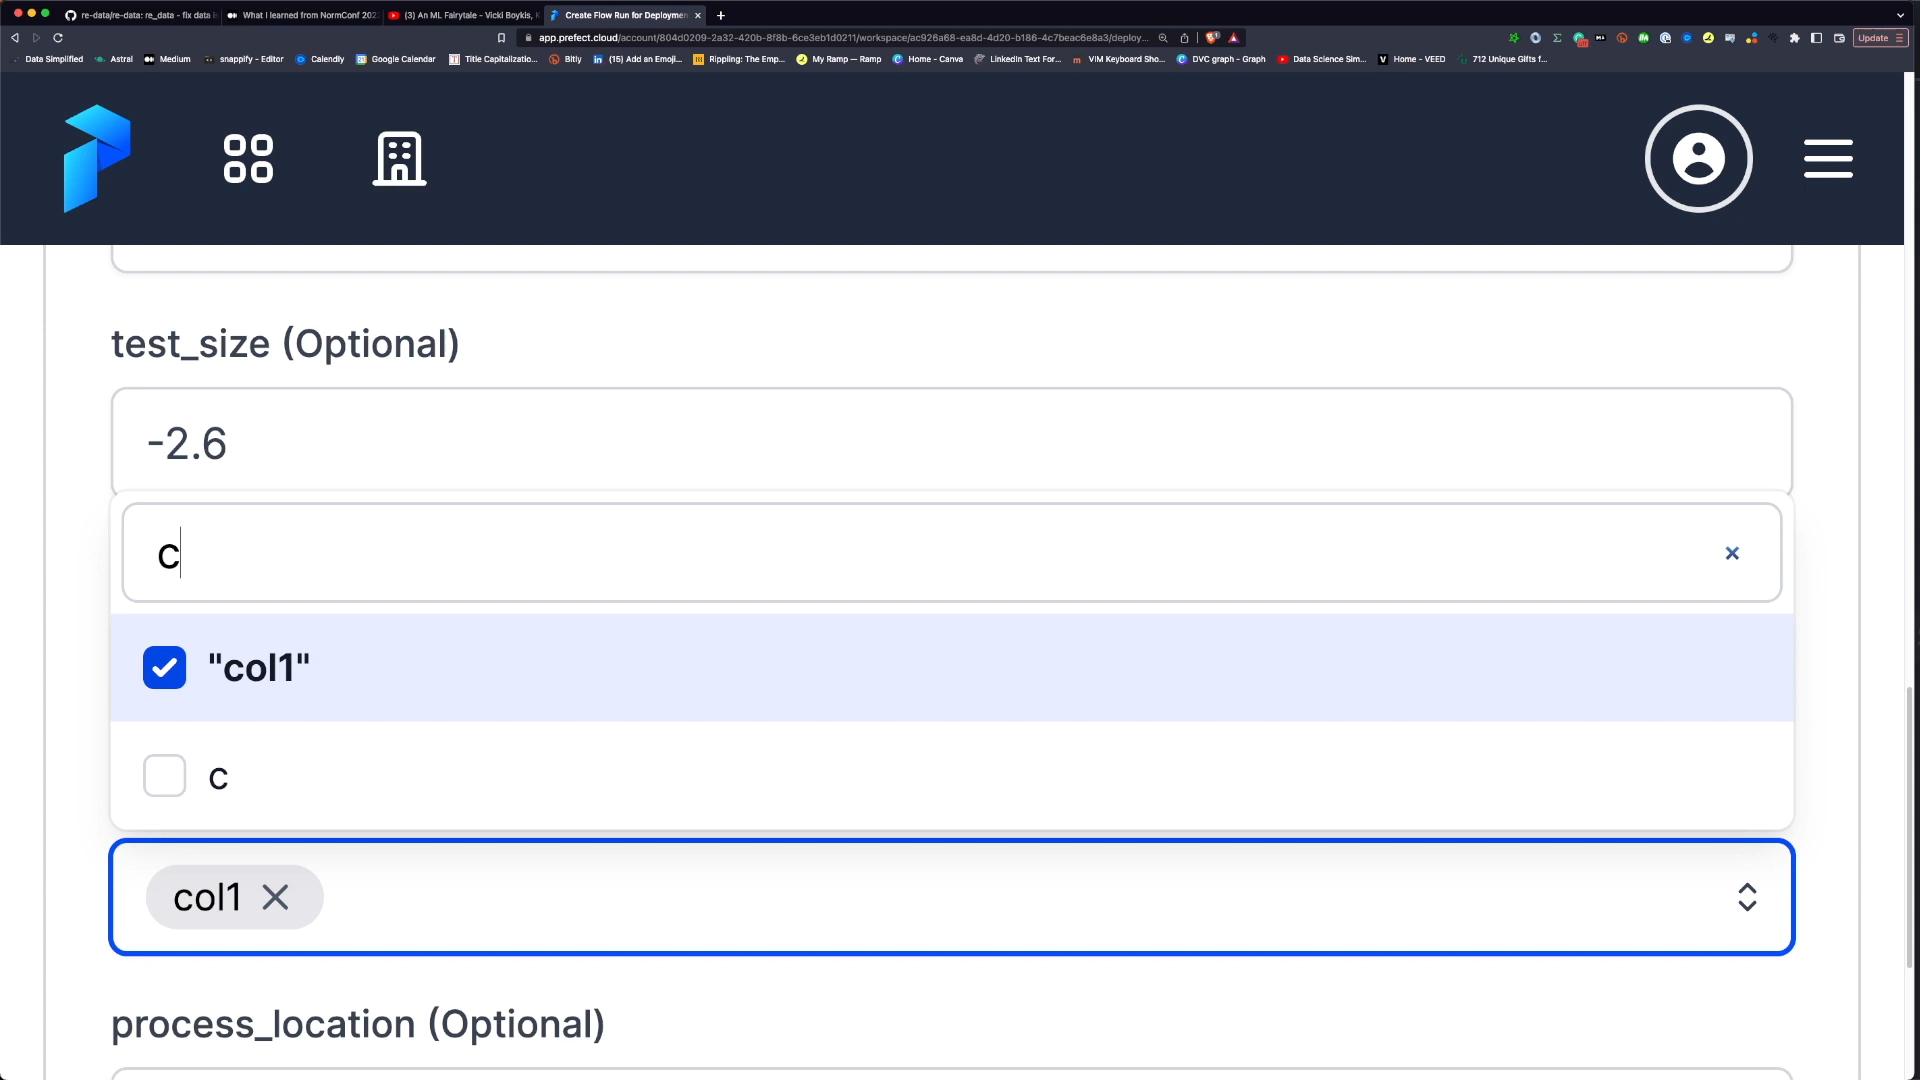 re-data/re-data: re_data - fix data is
What I learned from NormConf 202
(3) An ML Fairytale - Vicki Boykis, K
Create Flow Run for Deploymen
app.prefect.cloud/account/804d0209-2a32-420b-8f8b-6ce3eb1d0211/workspace/ac926a68-ea8d-4d20-b186-4c7beac6e8a3/deploy...
Update
Data Simplified
Astral
Medium
snappify - Editor
Calendly
Google Calendar
Title Capitalizatio...
Bitly
(15) Add an Emoji...
Rippling: The Emp...
My Ramp — Ramp
Home - Canva
LinkedIn Text For...
VIM Keyboard Sho...
DVC graph - Graph
Data Science Sim...
Home - VEED
712 Unique Gifts f...
test_size (Optional)
-2.6
c
"col1"
c
col1
process_location (Optional)